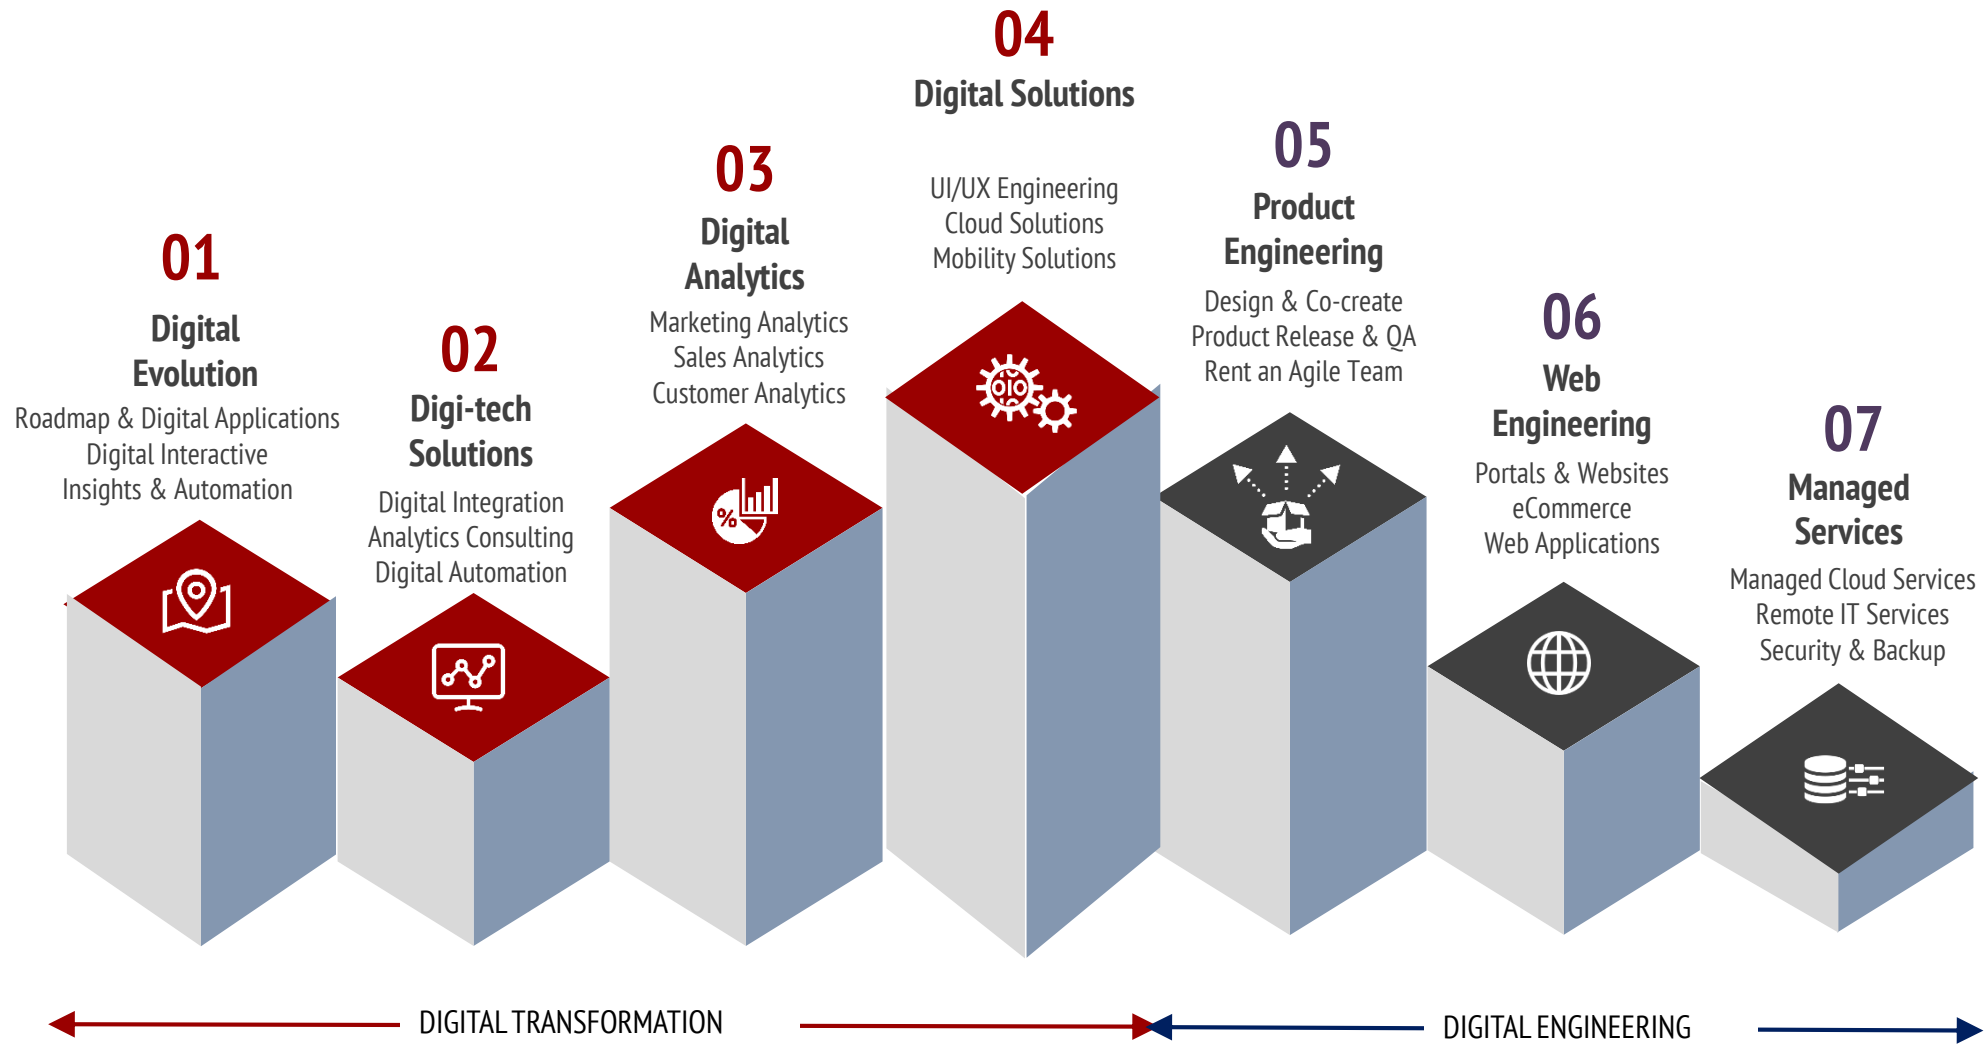 01
Digital
Evolution
Roadmap & Digital Applications
Digital Interactive
Insights & Automation
02
Digi-tech
Solutions
Digital Integration
Analytics Consulting
Digital Automation
03
Digital
Analytics
Marketing Analytics
Sales Analytics
Customer Analytics
%
04
Digital Solutions
UI/UX Engineering
Cloud Solutions
Mobility Solutions
010
05
Product
Engineering
Design & Co-create
Product Release & QA
Rent an Agile Team
06
Web
Engineering
Portals & Websites
eCommerce
Web Applications
07
Managed
Services
Managed Cloud Services
Remote IT Services
Security & Backup
DIGITAL TRANSFORMATION
DIGITAL ENGINEERING